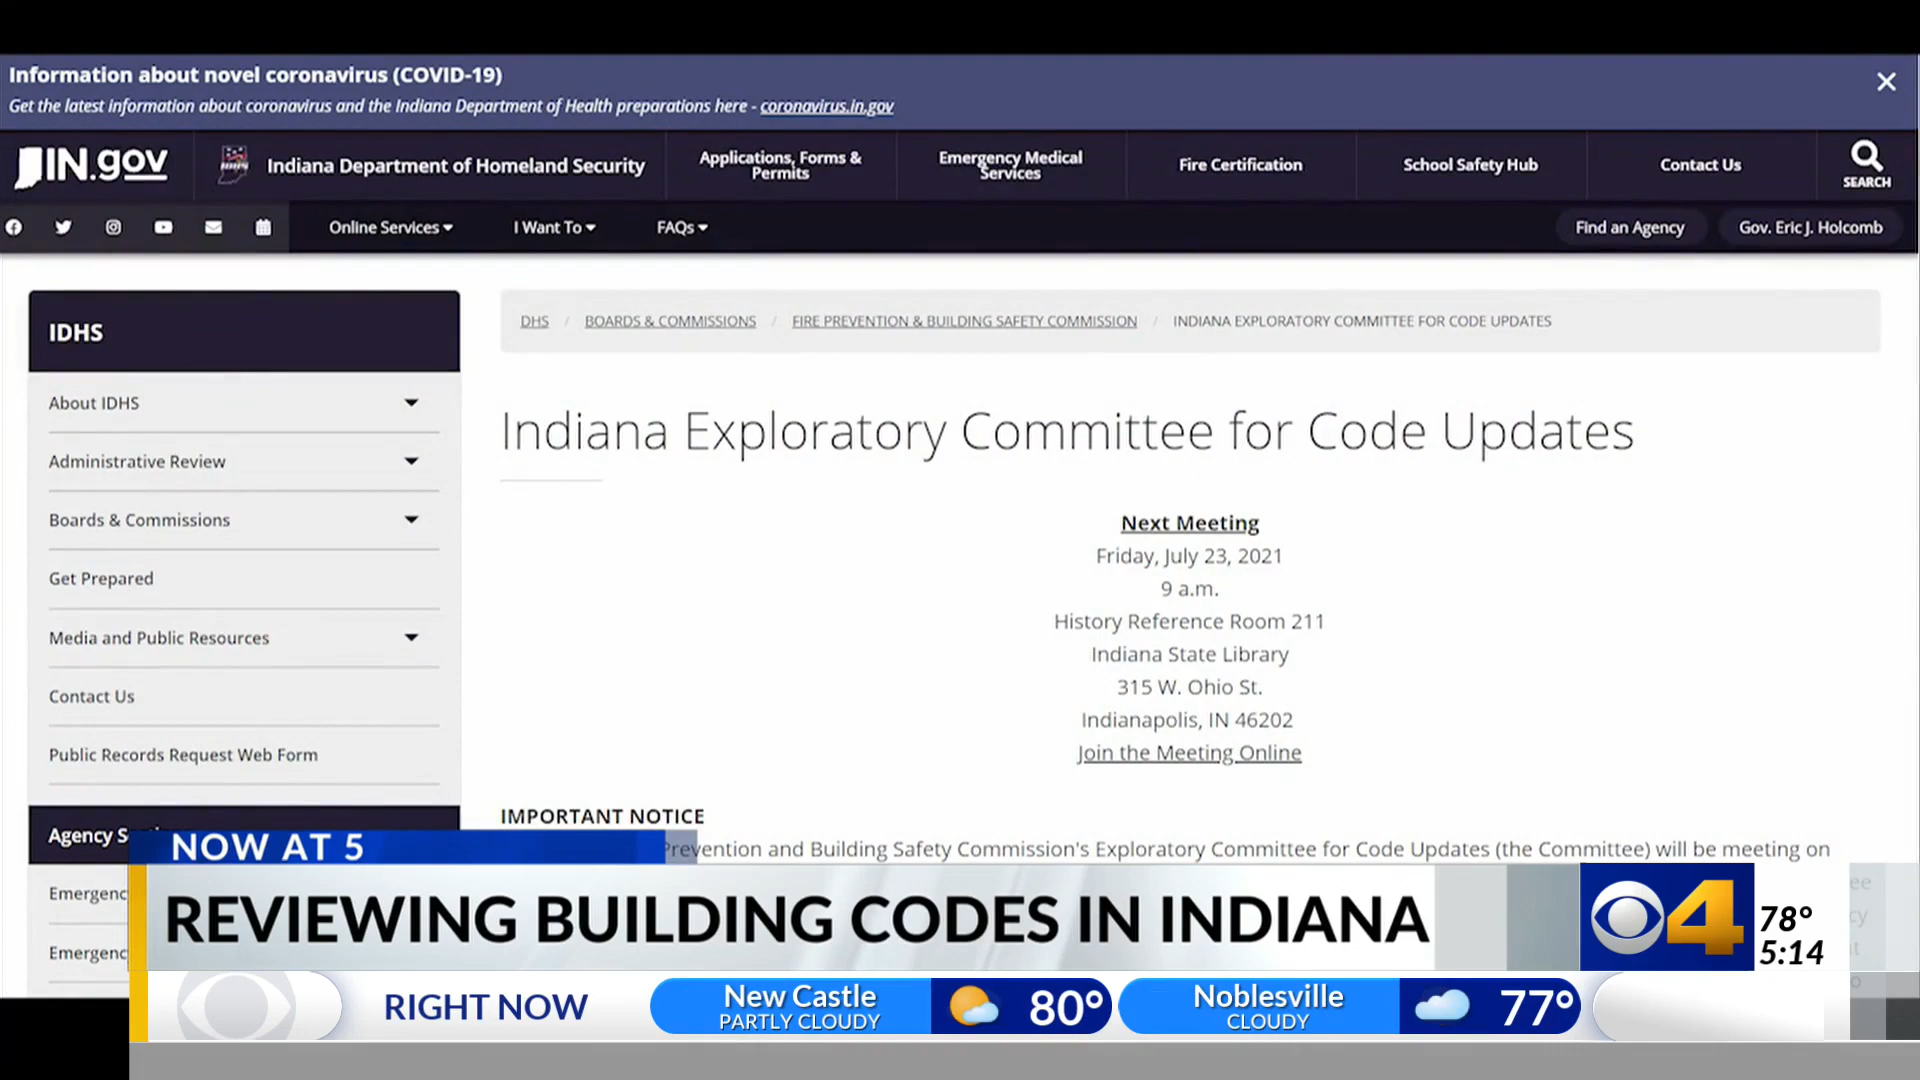 Information about novel coronavirus (COVID-19)
Get the latest information about coronavirus and the Indiana Department of Health preparations here - coronavirus.in.gov
IN.gov
Indiana Department of Homeland Security
Applications, Forms & Permits
Emergency Medical Services
Fire Certification
School Safety Hub
Contact Us
SEARCH
Online Services
I Want To
FAQs
Find an Agency
Gov. Eric J. Holcomb
IDHS
About IDHS
Administrative Review
Boards & Commissions
Get Prepared
Media and Public Resources
Contact Us
Public Records Request Web Form
Agency
Emergenc
Emergenc
DHS / BOARDS & COMMISSIONS / FIRE PREVENTION & BUILDING SAFETY COMMISSION / INDIANA EXPLORATORY COMMITTEE FOR CODE UPDATES
Indiana Exploratory Committee for Code Updates
Next Meeting
Friday, July 23, 2021
9 a.m.
History Reference Room 211
Indiana State Library
315 W. Ohio St.
Indianapolis, IN 46202
Join the Meeting Online
IMPORTANT NOTICE
Prevention and Building Safety Commission's Exploratory Committee for Code Updates (the Committee) will be meeting on
NOW AT 5
REVIEWING BUILDING CODES IN INDIANA
4
78°
5:14
RIGHT NOW
New Castle
PARTLY CLOUDY
80°
Noblesville
CLOUDY
77°